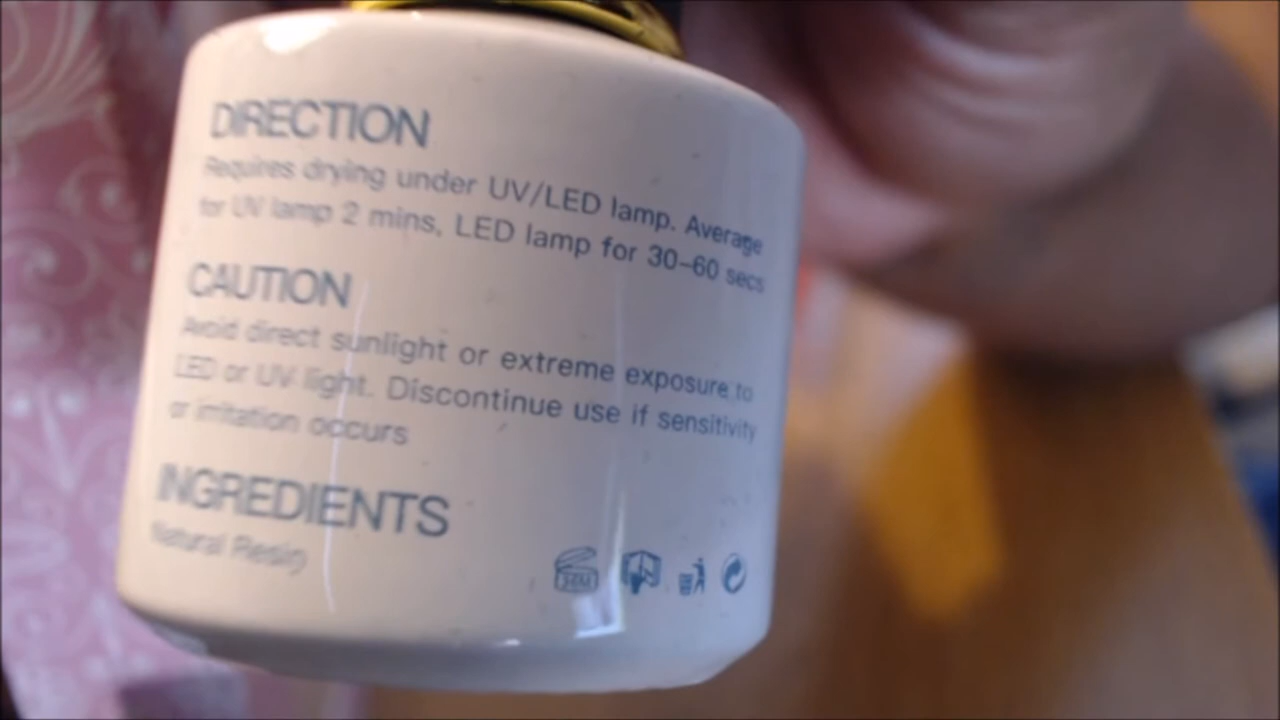 DIRECTION
Requires drying under UV/LED lamp. Average
for UV lamp 2 mins, LED lamp for 30-60 secs
CAUTION
Avoid direct sunlight or extreme exposure to
LED or UV light. Discontinue use if sensitivity
or irritation occurs
INGREDIENTS
Natural Resin
24M